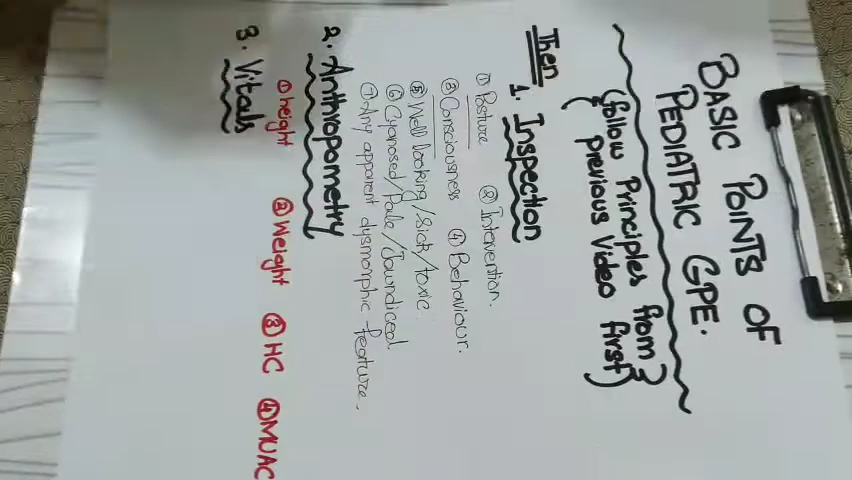 BASIC POINTS OF
PEDIATRIC GPE.
(follow Principles from
previous Video first)
Then
1. Inspection
① Posture ② Intervention.
③ Consciousness ④ Behaviour.
⑤ Well looking/sick/toxic.
⑥ Cyanosed/Pale/Jaundiced.
⑦ Any apparent dysmorphic feature.
2. Anthropometry
① height ② Weight ③ HC ④ MUAC
3. Vitals